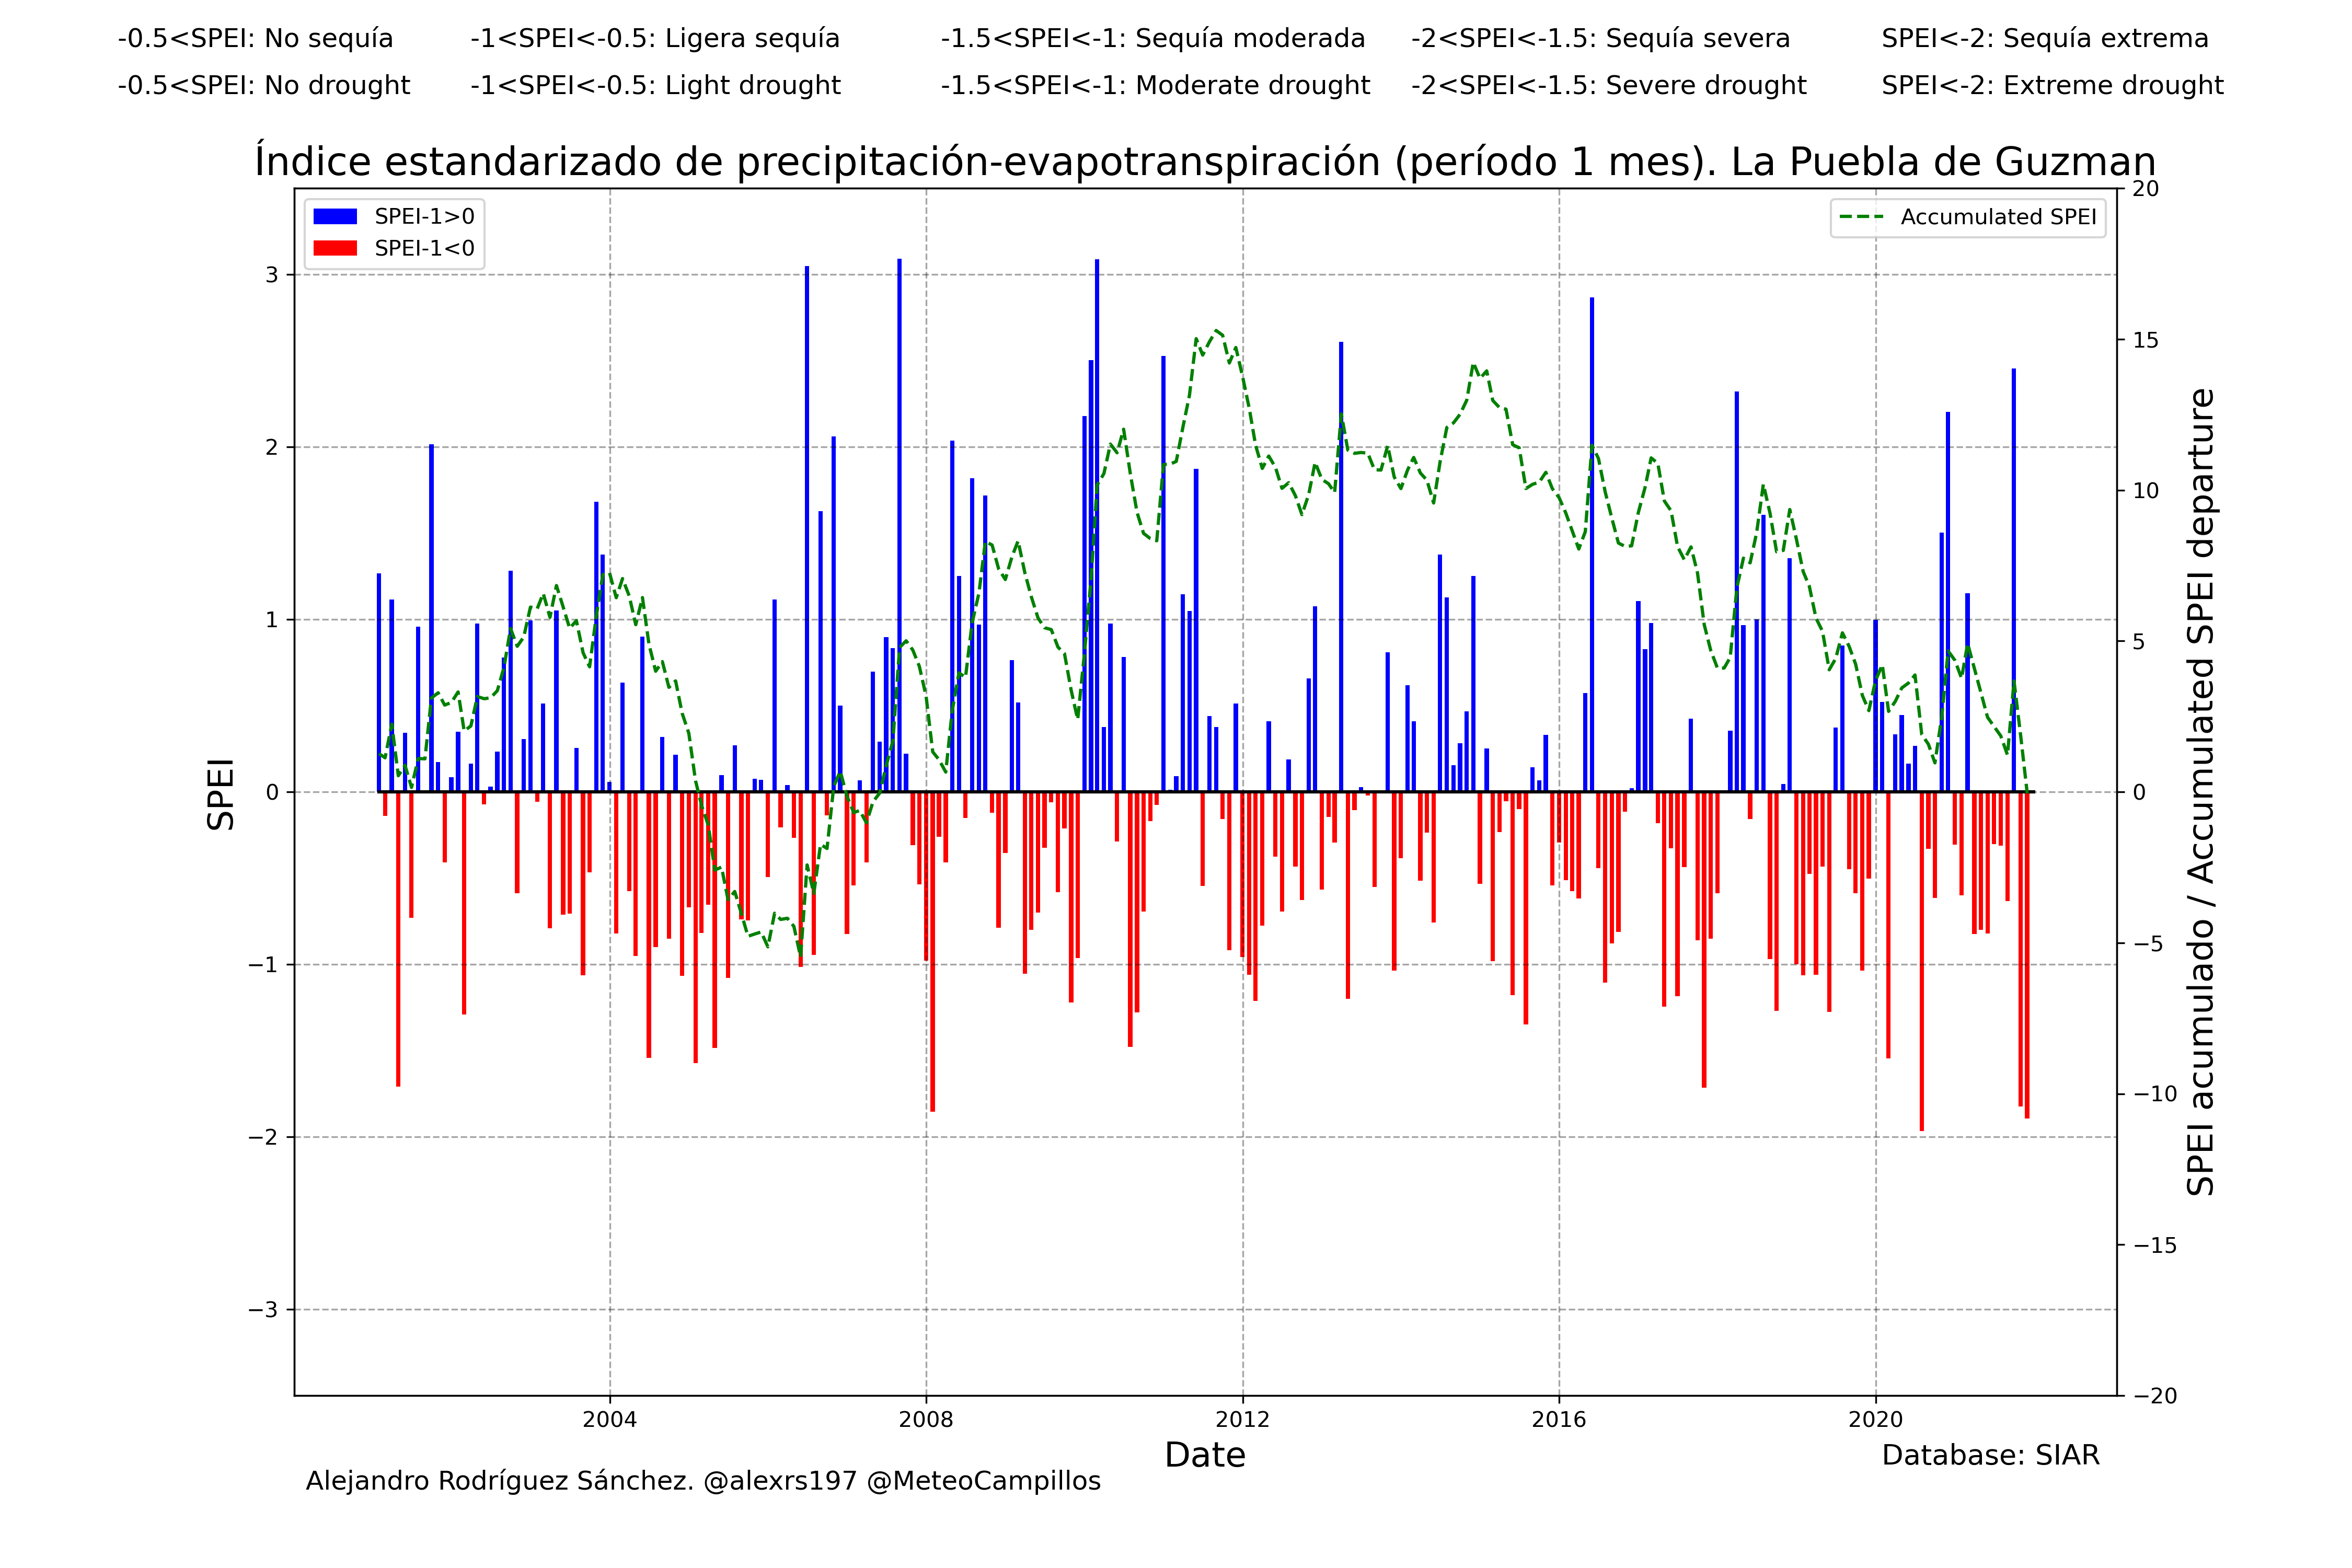 -0.5<SPEI: No sequía -1<SPEI<-0.5: Ligera sequía -1.5<SPEI<-1: Sequía moderada -2<SPEI<-1.5: Sequía severa SPEI<-2: Sequía extrema
-0.5<SPEI: No drought -1<SPEI<-0.5: Light drought -1.5<SPEI<-1: Moderate drought -2<SPEI<-1.5: Severe drought SPEI<-2: Extreme drought
Índice estandarizado de precipitación-evapotranspiración (período 1 mes). La Puebla de Guzman
SPEI-1>0
SPEI-1<0
Accumulated SPEI
3
2
1
0
−1
−2
−3
SPEI
20
15
10
5
0
−5
−10
−15
−20
SPEI acumulado / Accumulated SPEI departure
2004 2008 2012 2016 2020
Date
Database: SIAR
Alejandro Rodríguez Sánchez. @alexrs197 @MeteoCampillos